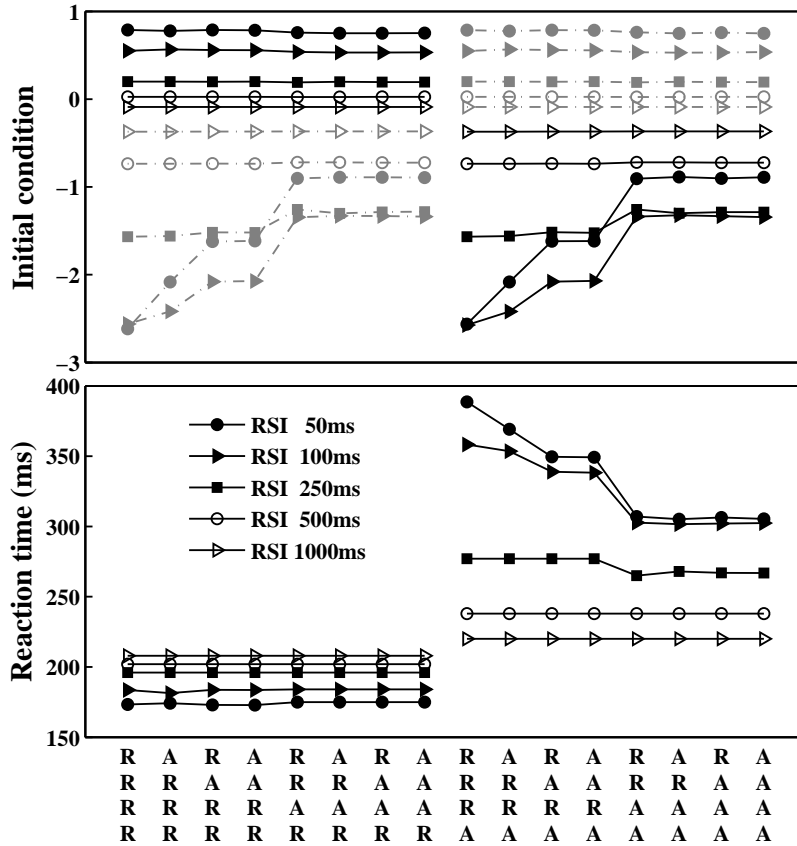 1
0
−1
−2
−3
Initial condition
400
350
300
250
200
150
Reaction time (ms)
RSI 50ms
RSI 100ms
RSI 250ms
RSI 500ms
RSI 1000ms
R A R A R A R A R A R A R A R A
R R A A R R A A R R A A R R A A
R R R R A A A A R R R R A A A A
R R R R R R R R A A A A A A A A